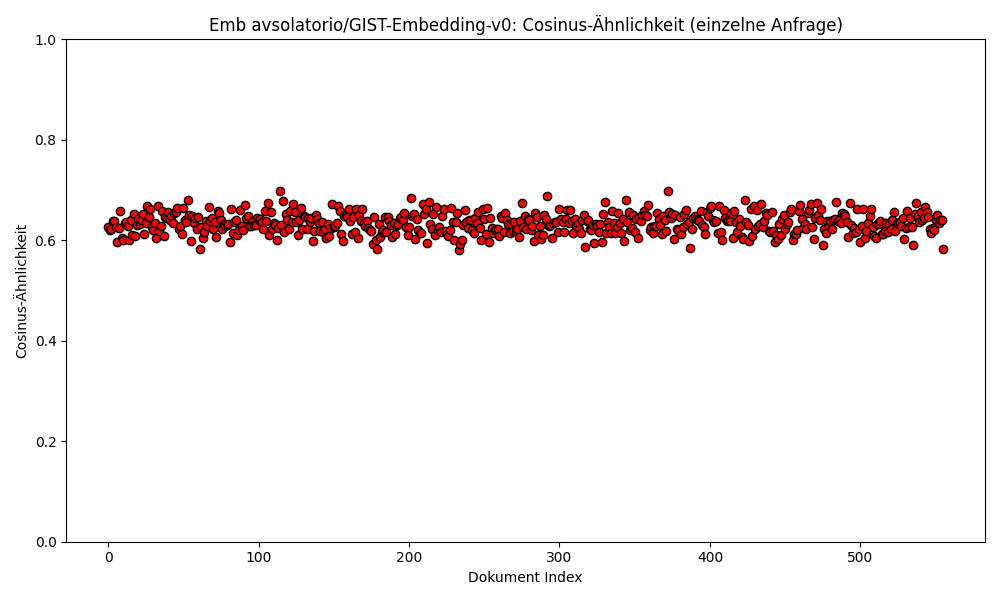 Emb avsolatorio/GIST-Embedding-v0: Cosinus-Ähnlichkeit (einzelne Anfrage)
1.0
0.8
0.6
0.4
0.2
0.0
Cosinus-Ähnlichkeit
0 100 200 300 400 500
Dokument Index